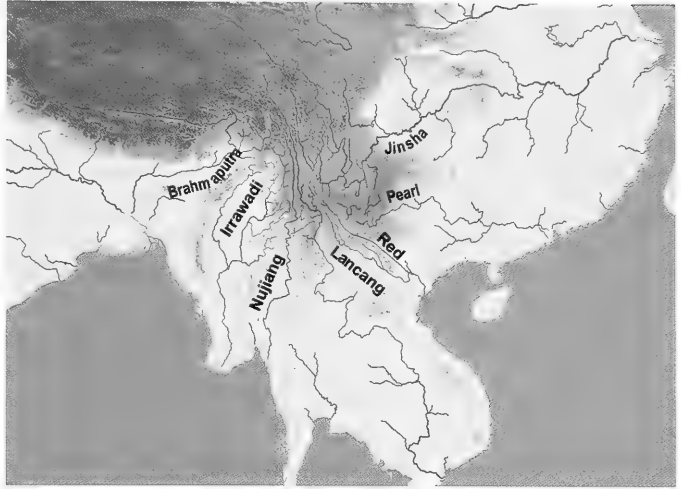 Jinsha
Brahmaputra
Pearl
Irrawadi
Red
Lancang
Nujiang